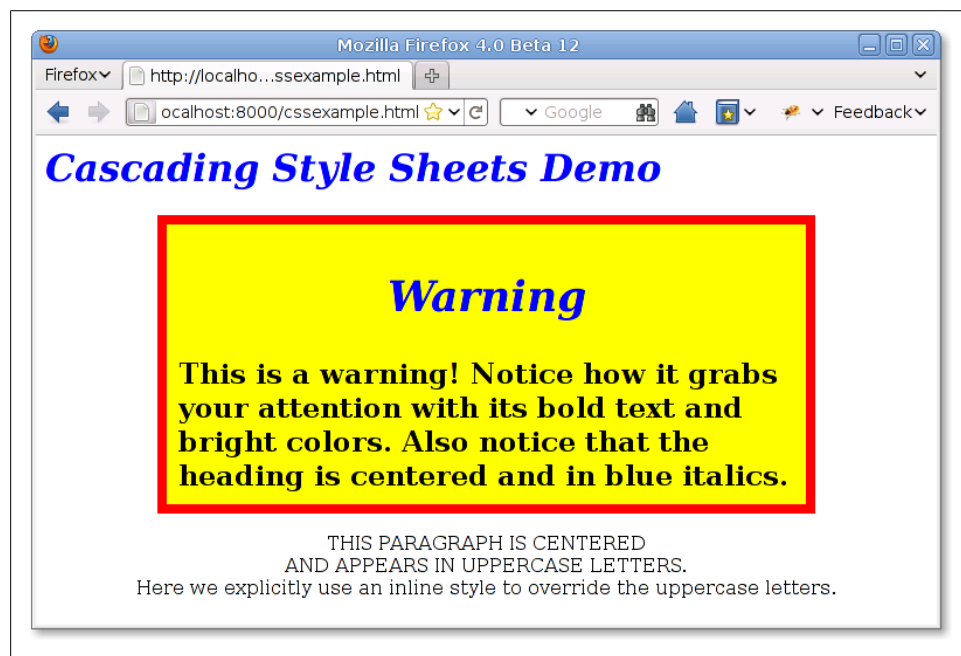 Mozilla Firefox 4.0 Beta 12
Firefox
http://localho...ssexample.html
ocalhost:8000/cssexample.html
Google
Feedback
Cascading Style Sheets Demo
Warning
This is a warning! Notice how it grabs
your attention with its bold text and
bright colors. Also notice that the
heading is centered and in blue italics.
THIS PARAGRAPH IS CENTERED
AND APPEARS IN UPPERCASE LETTERS.
Here we explicitly use an inline style to override the uppercase letters.